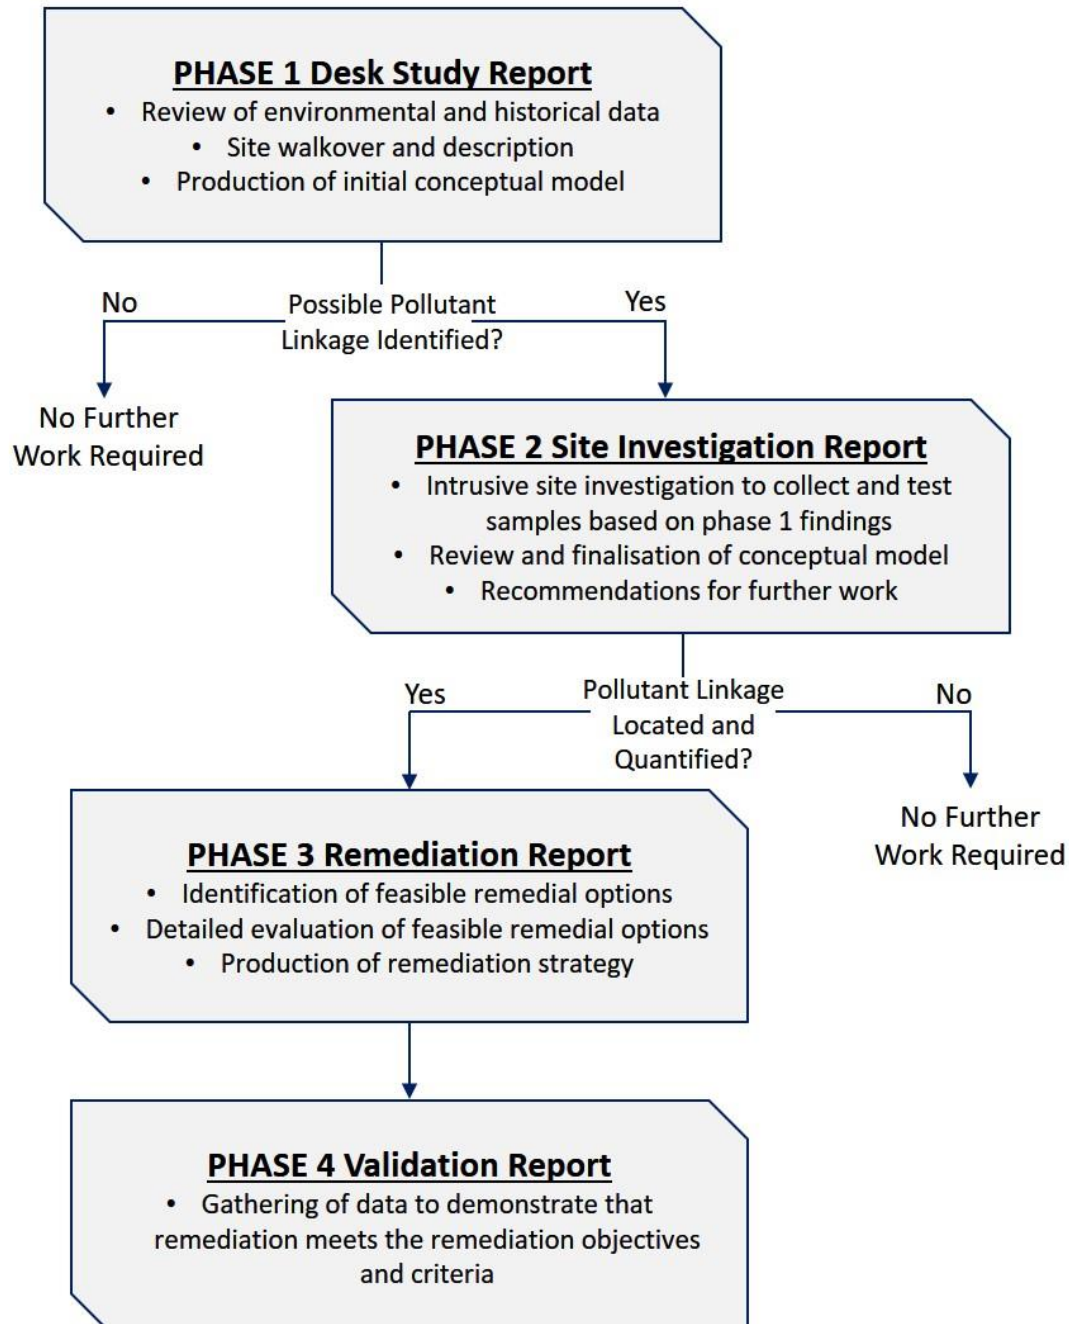 PHASE 1 Desk Study Report
• Review of environmental and historical data
• Site walkover and description
• Production of initial conceptual model
No
Possible Pollutant
Linkage Identified?
Yes
No Further
Work Required
PHASE 2 Site Investigation Report
• Intrusive site investigation to collect and test
samples based on phase 1 findings
• Review and finalisation of conceptual model
• Recommendations for further work
Yes
Pollutant Linkage
Located and
Quantified?
No
No Further
Work Required
PHASE 3 Remediation Report
• Identification of feasible remedial options
• Detailed evaluation of feasible remedial options
• Production of remediation strategy
PHASE 4 Validation Report
• Gathering of data to demonstrate that
remediation meets the remediation objectives
and criteria